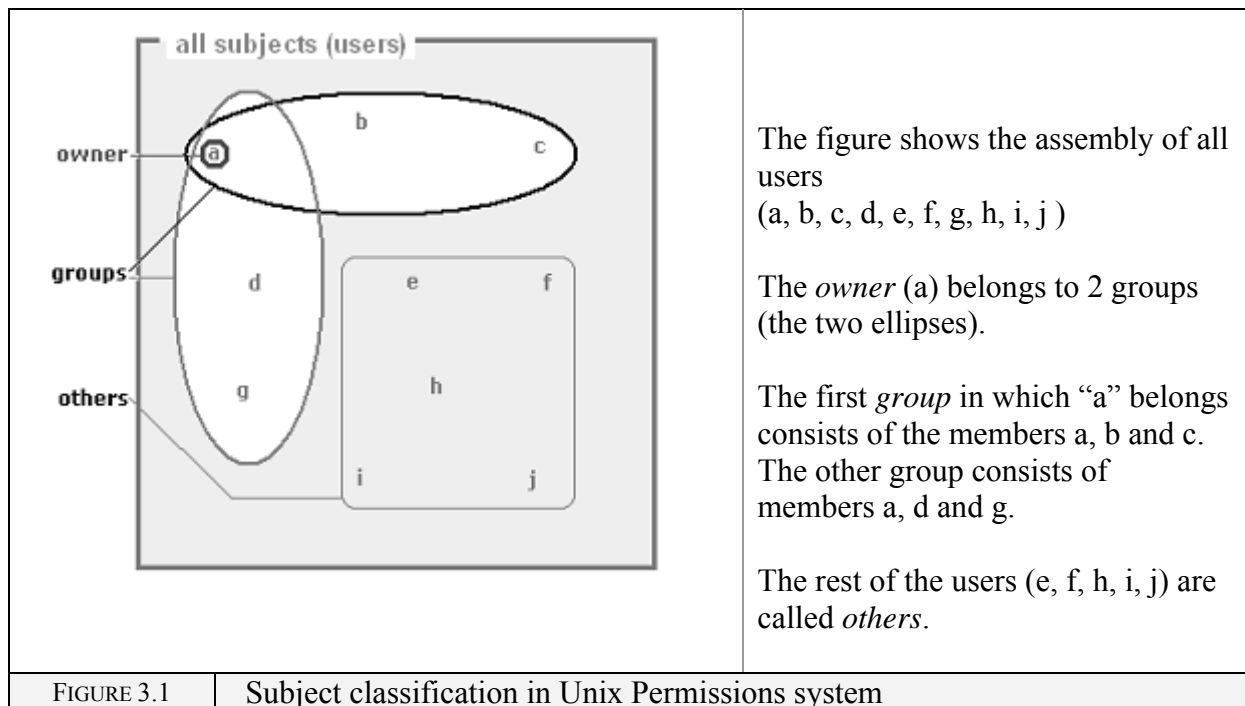 all subjects (users)
b
c
owner
a
groups
d
e
f
others
g
h
i
j
The figure shows the assembly of all
users
(a, b, c, d, e, f, g, h, i, j )
The owner (a) belongs to 2 groups
(the two ellipses).
The first group in which “a” belongs
consists of the members a, b and c.
The other group consists of
members a, d and g.
The rest of the users (e, f, h, i, j) are
called others.
FIGURE 3.1
Subject classification in Unix Permissions system